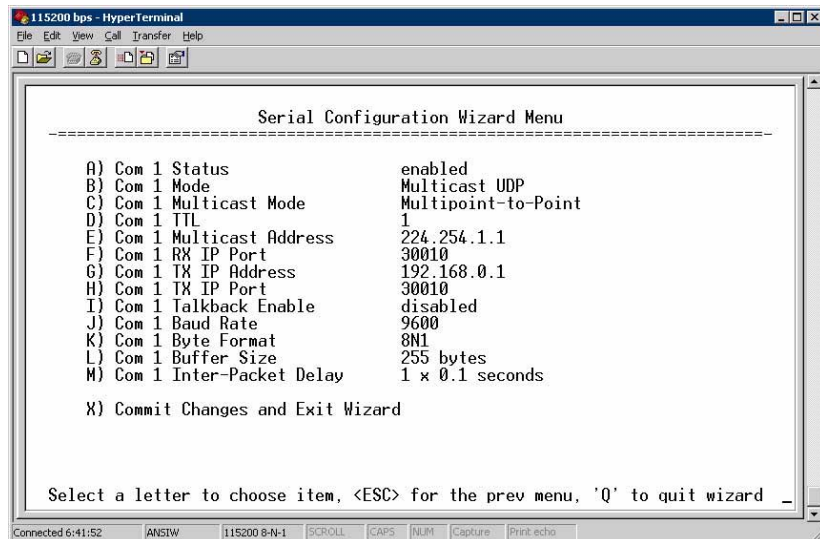 115200 bps - HyperTerminal
File Edit View Call Transfer Help
Serial Configuration Wizard Menu
-==========================================================================-
A) Com 1 Status enabled
B) Com 1 Mode Multicast UDP
C) Com 1 Multicast Mode Multipoint-to-Point
D) Com 1 TTL 1
E) Com 1 Multicast Address 224.254.1.1
F) Com 1 RX IP Port 30010
G) Com 1 TX IP Address 192.168.0.1
H) Com 1 TX IP Port 30010
I) Com 1 Talkback Enable disabled
J) Com 1 Baud Rate 9600
K) Com 1 Byte Format 8N1
L) Com 1 Buffer Size 255 bytes
M) Com 1 Inter-Packet Delay 1 x 0.1 seconds
X) Commit Changes and Exit Wizard
Select a letter to choose item, <ESC> for the prev menu, 'Q' to quit wizard _
Connected 6:41:52 ANSIW 115200 8-N-1 SCROLL CAPS NUM Capture Print echo